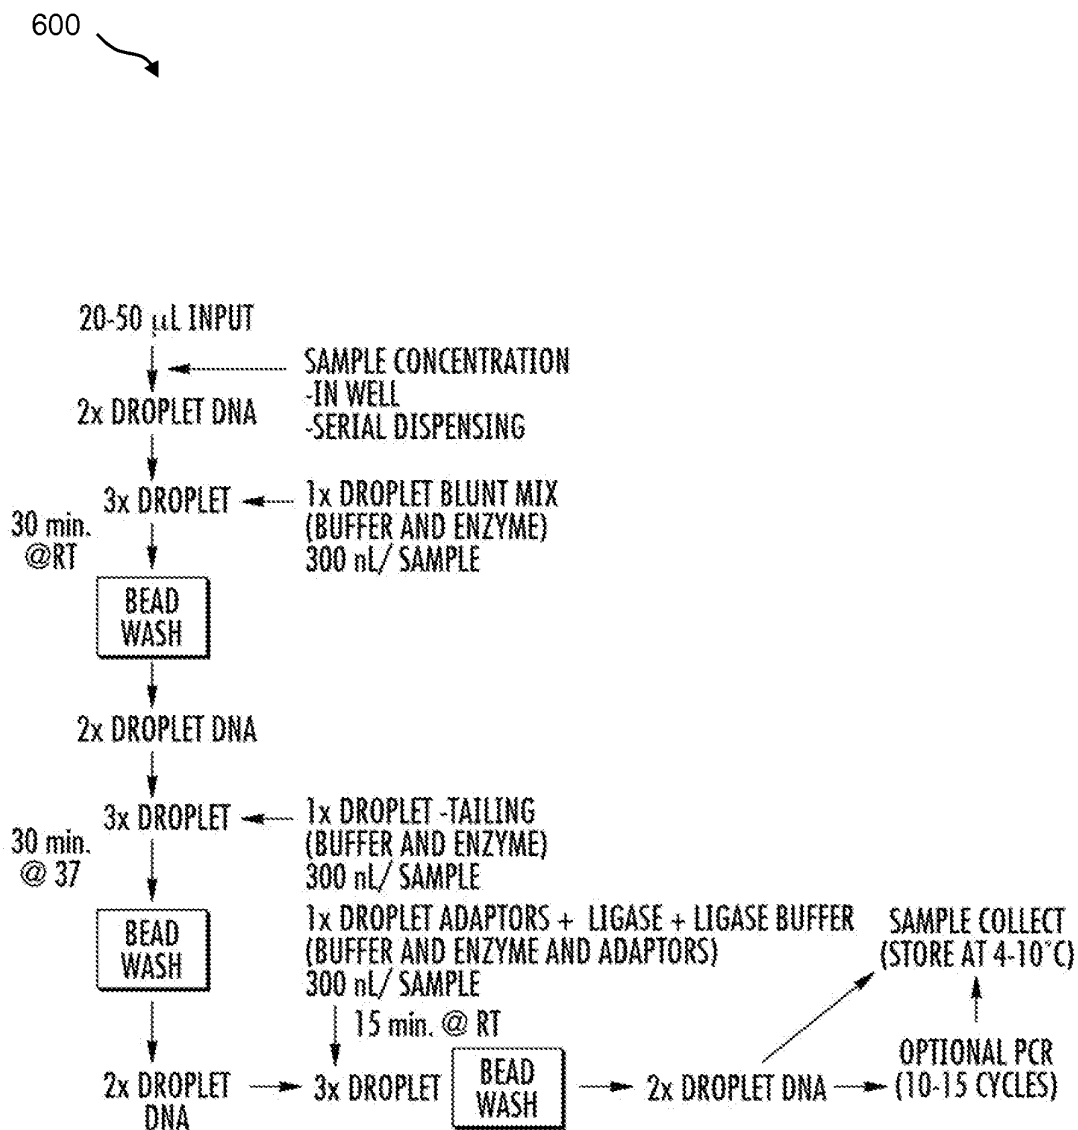 600
20-50 µL INPUT
SAMPLE CONCENTRATION
-IN WELL
-SERIAL DISPENSING
2x DROPLET DNA
3x DROPLET
1x DROPLET BLUNT MIX
(BUFFER AND ENZYME)
300 nL/ SAMPLE
30 min.
@RT
BEAD
WASH
2x DROPLET DNA
3x DROPLET
1x DROPLET -TAILING
(BUFFER AND ENZYME)
300 nL/ SAMPLE
30 min.
@ 37
BEAD
WASH
1x DROPLET ADAPTORS + LIGASE + LIGASE BUFFER
(BUFFER AND ENZYME AND ADAPTORS)
300 nL/ SAMPLE
15 min. @ RT
2x DROPLET
DNA
3x DROPLET
BEAD
WASH
2x DROPLET DNA
OPTIONAL PCR
(10-15 CYCLES)
SAMPLE COLLECT
(STORE AT 4-10°C)